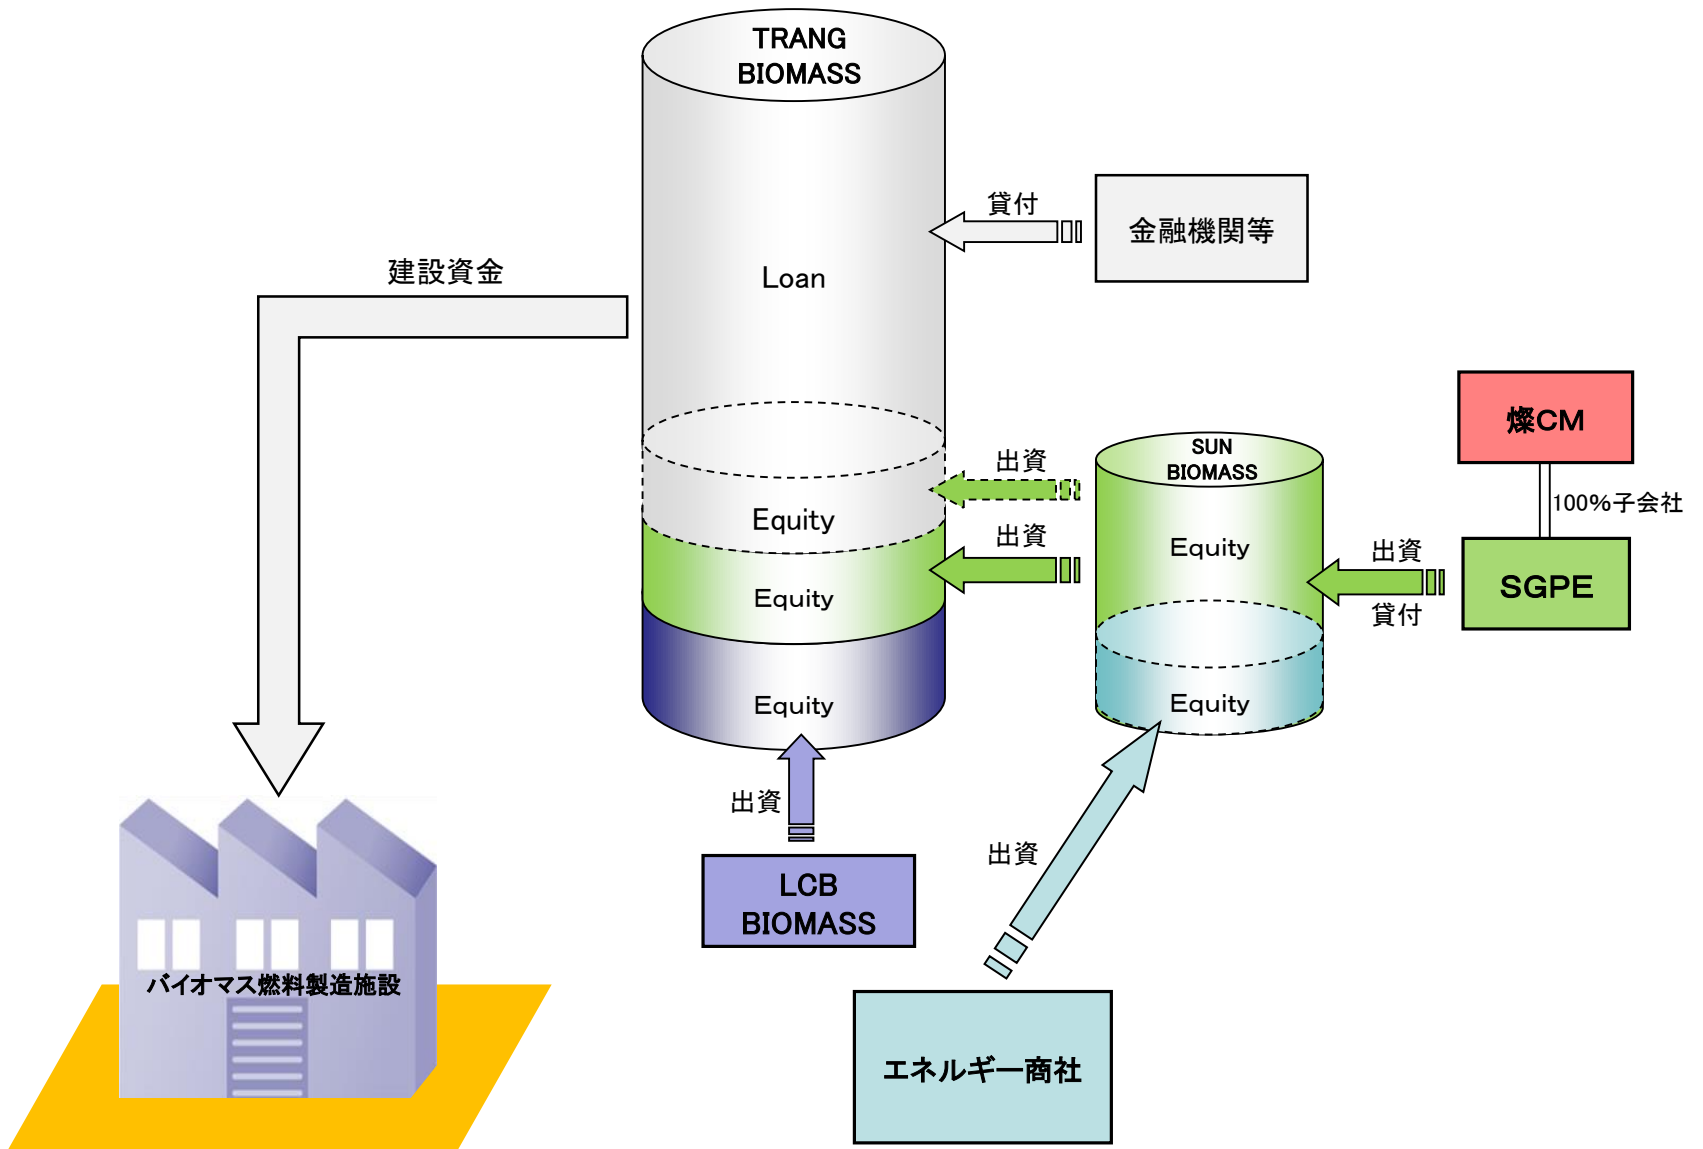 TRANG
BIOMASS
貸付
金融機関等
建設資金
Loan
燦CM
SUN
BIOMASS
出資
100%子会社
Equity
出資
Equity
出資
SGPE
貸付
Equity
Equity
Equity
出資
LCB
BIOMASS
出資
バイオマス燃料製造施設
エネルギー商社